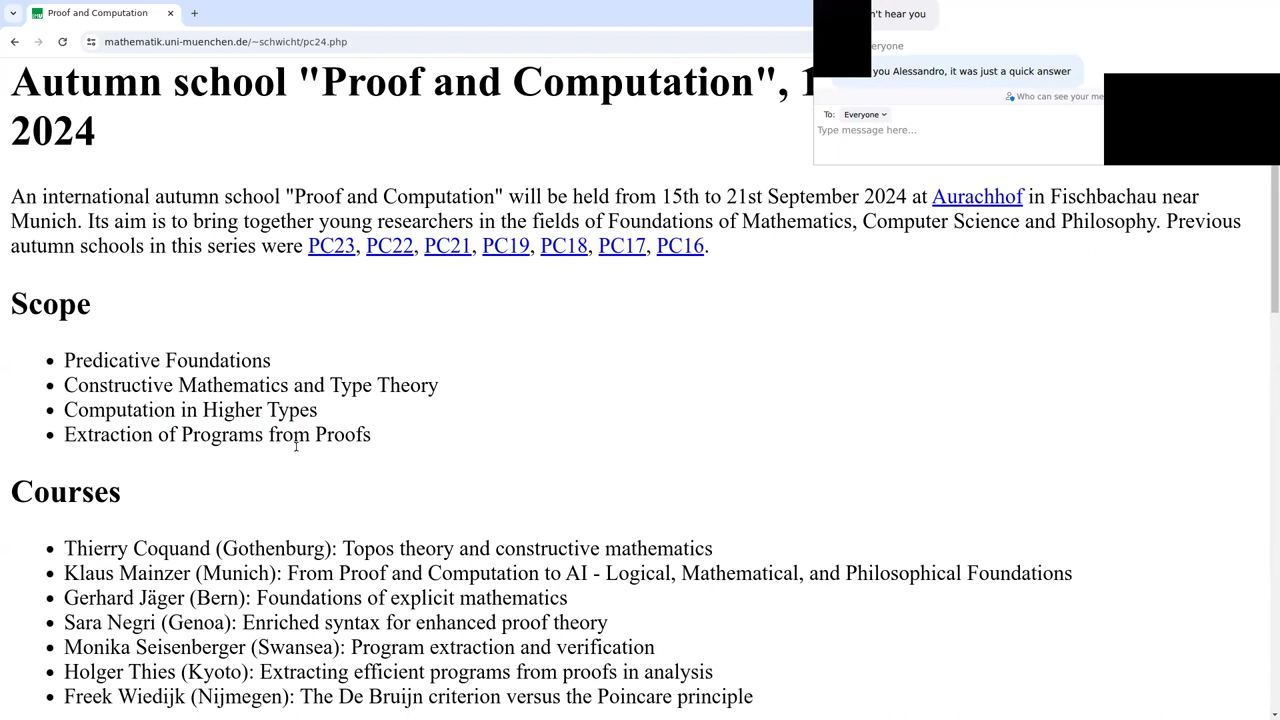 Proof and Computation
mathematik.uni-muenchen.de/~schwicht/pc24.php
n't hear you
eryone
you Alessandro, it was just a quick answer
Who can see your me
To: Everyone
Type message here...
Autumn school "Proof and Computation", 1
2024
An international autumn school "Proof and Computation" will be held from 15th to 21st September 2024 at Aurachhof in Fischbachau near
Munich. Its aim is to bring together young researchers in the fields of Foundations of Mathematics, Computer Science and Philosophy. Previous
autumn schools in this series were PC23, PC22, PC21, PC19, PC18, PC17, PC16.
Scope
• Predicative Foundations
• Constructive Mathematics and Type Theory
• Computation in Higher Types
• Extraction of Programs from Proofs
Courses
• Thierry Coquand (Gothenburg): Topos theory and constructive mathematics
• Klaus Mainzer (Munich): From Proof and Computation to AI - Logical, Mathematical, and Philosophical Foundations
• Gerhard Jäger (Bern): Foundations of explicit mathematics
• Sara Negri (Genoa): Enriched syntax for enhanced proof theory
• Monika Seisenberger (Swansea): Program extraction and verification
• Holger Thies (Kyoto): Extracting efficient programs from proofs in analysis
• Freek Wiedijk (Nijmegen): The De Bruijn criterion versus the Poincare principle